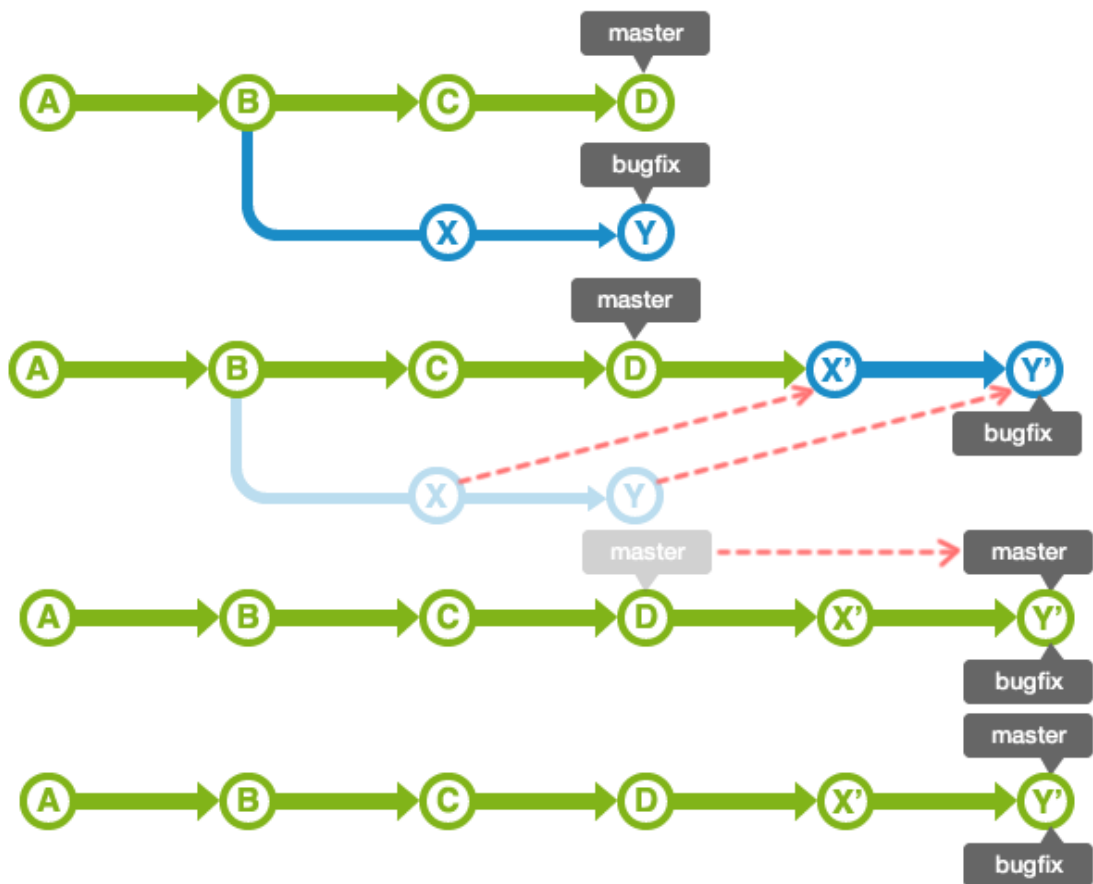 master
A B C D
bugfix
X Y
master
A B C D X’ Y’
bugfix
X Y
master master
A B C D X’ Y’
bugfix
master
A B C D X’ Y’
bugfix